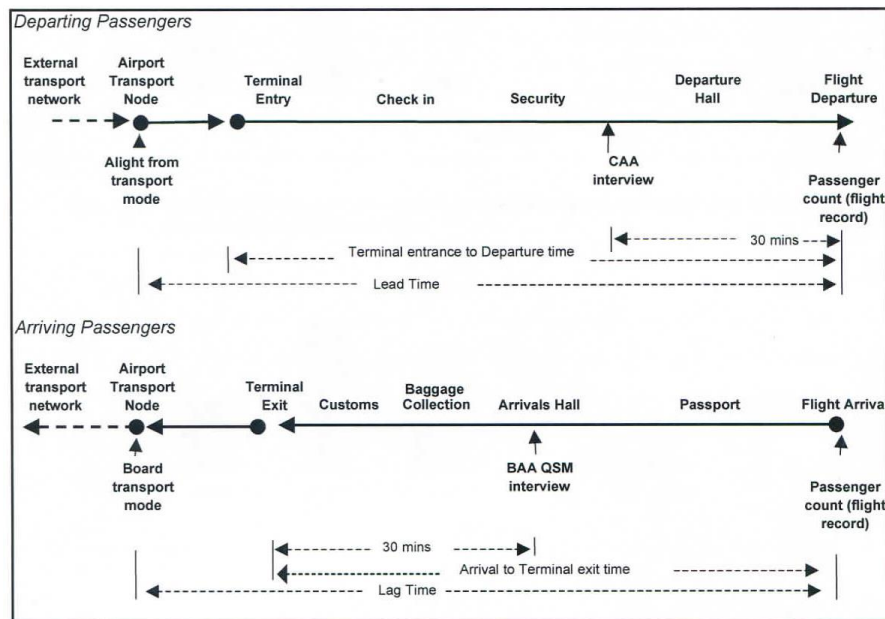 Departing Passengers
External
transport
network
Airport
Transport
Node
Terminal
Entry
Check in
Security
Departure
Hall
Flight
Departure
Alight from
transport
mode
CAA
interview
Passenger
count (flight
record)
30 mins
Terminal entrance to Departure time
Lead Time
Arriving Passengers
External
transport
network
Airport
Transport
Node
Terminal
Exit
Customs
Baggage
Collection
Arrivals Hall
Passport
Flight Arrival
Board
transport
mode
BAA QSM
interview
Passenger
count (flight
record)
30 mins
Arrival to Terminal exit time
Lag Time